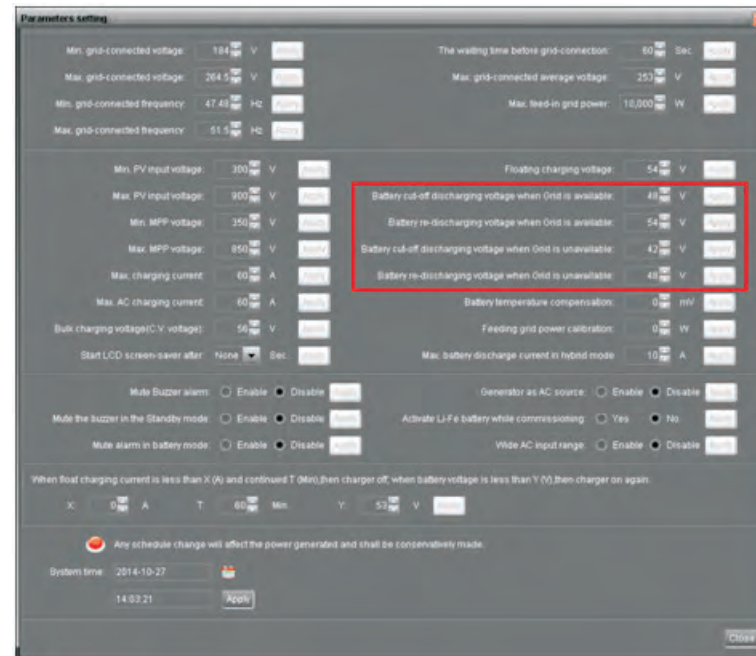 Parameters setting
Min. grid-connected voltage: 184 V Apply
The waiting time before grid-connection: 60 Sec. Apply
Max. grid-connected voltage: 264.5 V Apply
Max. grid-connected average voltage: 253 V Apply
Min. grid-connected frequency: 47.48 Hz Apply
Max. feed-in grid power: 10,000 W Apply
Max. grid-connected frequency: 51.5 Hz Apply
Min. PV input voltage: 300 V Apply
Floating charging voltage: 54 V Apply
Max. PV input voltage: 900 V Apply
Battery cut-off discharging voltage when Grid is available: 48 V Apply
Min. MPP voltage: 350 V Apply
Battery re-discharging voltage when Grid is available: 54 V Apply
Max. MPP voltage: 850 V Apply
Battery cut-off discharging voltage when Grid is unavailable: 42 V Apply
Max. charging current: 60 A Apply
Battery re-discharging voltage when Grid is unavailable: 48 V Apply
Max. AC charging current: 60 A Apply
Battery temperature compensation: 0 mV Apply
Bulk charging voltage(C.V. voltage): 56 V Apply
Feeding grid power calibration: 0 W Apply
Start LCD screen-saver after: None Sec. Apply
Max. battery discharge current in hybrid mode 10 A Apply
Mute Buzzer alarm: Enable Disable Apply
Generator as AC source: Enable Disable Apply
Mute the buzzer in the Standby mode: Enable Disable Apply
Activate Li-Fe battery while commissioning: Yes No Apply
Mute alarm in battery mode: Enable Disable Apply
Wide AC input range: Enable Disable Apply
When float charging current is less than X (A) and continued T (Min),then charger off, when battery voltage is less than Y (V),then charger on again.
X: 0 A T: 60 Min. Y: 53 V Apply
Any schedule change will affect the power generated and shall be conservatively made.
System time: 2014-10-27
14:03:21 Apply
Close